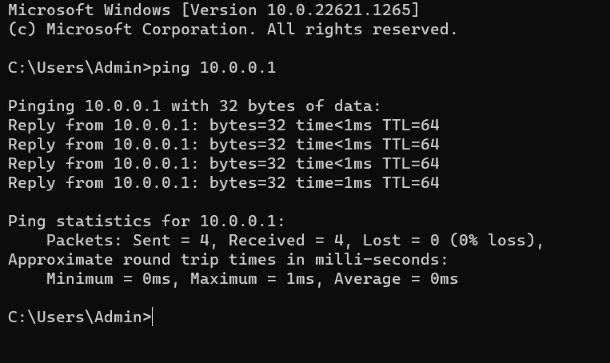 Microsoft Windows [Version 10.0.22621.1265]
(c) Microsoft Corporation. All rights reserved.
C:\Users\Admin>ping 10.0.0.1
Pinging 10.0.0.1 with 32 bytes of data:
Reply from 10.0.0.1: bytes=32 time<1ms TTL=64
Reply from 10.0.0.1: bytes=32 time<1ms TTL=64
Reply from 10.0.0.1: bytes=32 time<1ms TTL=64
Reply from 10.0.0.1: bytes=32 time=1ms TTL=64
Ping statistics for 10.0.0.1:
    Packets: Sent = 4, Received = 4, Lost = 0 (0% loss),
Approximate round trip times in milli-seconds:
    Minimum = 0ms, Maximum = 1ms, Average = 0ms
C:\Users\Admin>